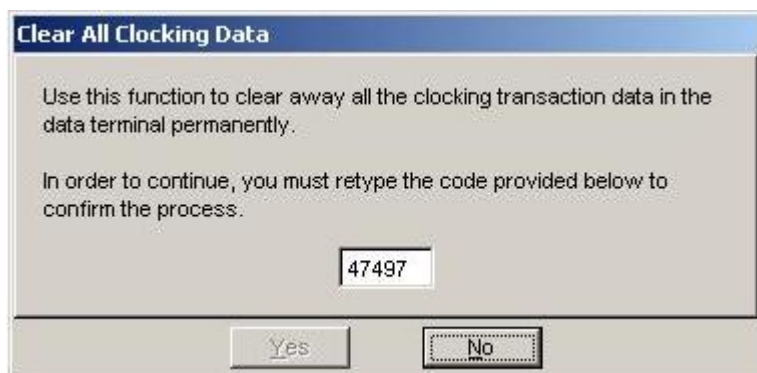 Clear All Clocking Data
Use this function to clear away all the clocking transaction data in the
data terminal permanently.
In order to continue, you must retype the code provided below to
confirm the process.
47497
Yes
No